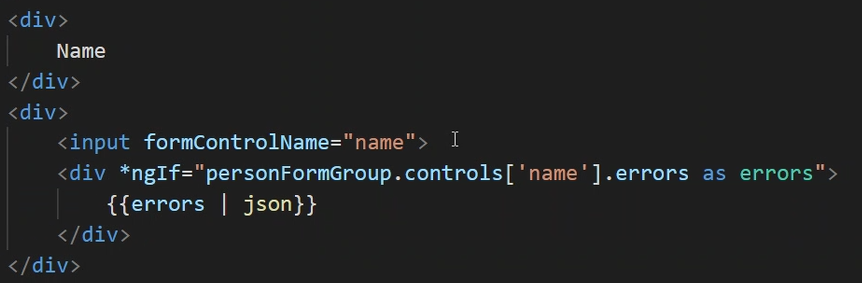 <div>
Name
</div>
<div>
<input formControlName="name">
<div *ngIf="personFormGroup.controls['name'].errors as errors">
{{errors | json}}
</div>
</div>